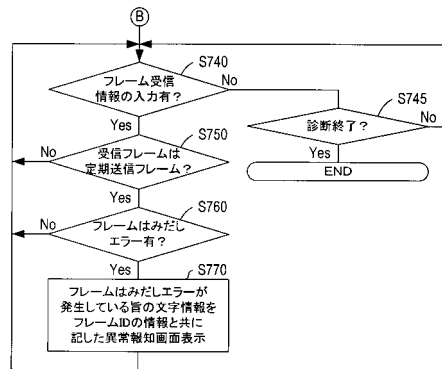 B
S740
フレーム受信
情報の入力有？
No
S745
Yes
診断終了？
No
S750
受信フレームは
定期送信フレーム？
No
Yes
END
Yes
S760
フレームはみだし
エラー有？
No
Yes
S770
フレームはみだしエラーが
発生している旨の文字情報を
フレームIDの情報と共に
記した異常報知画面表示